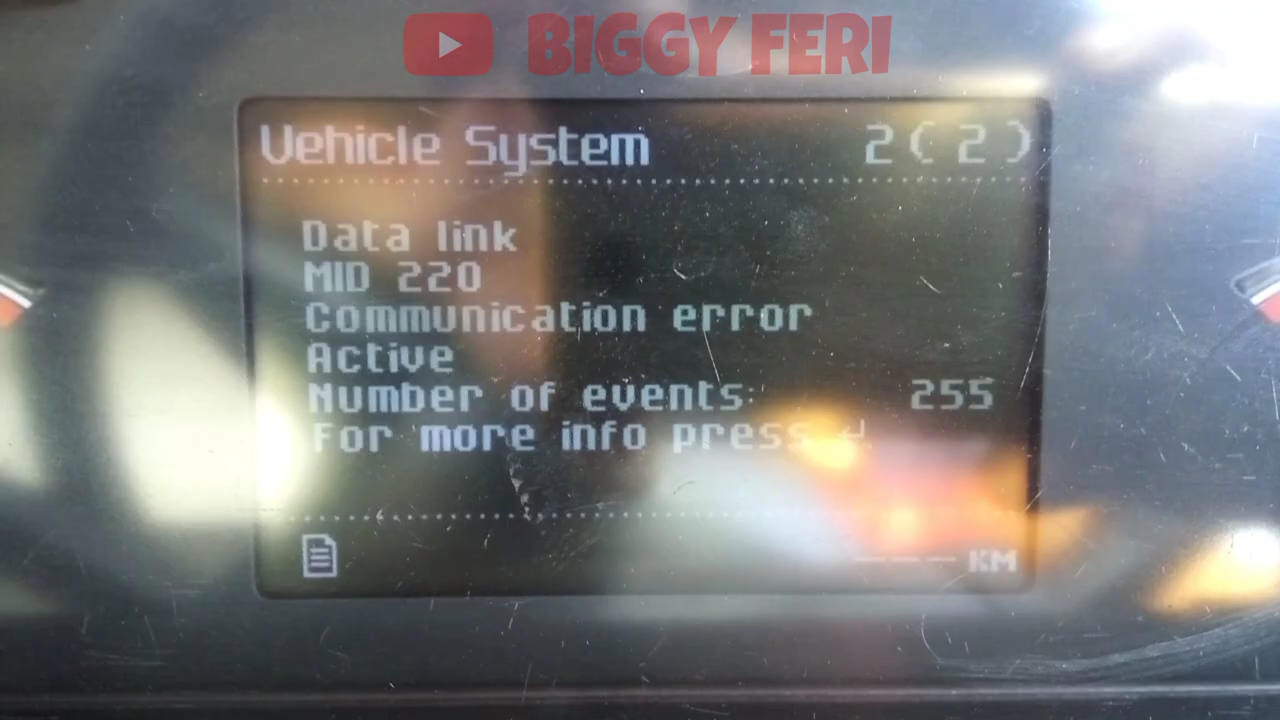 BIGGY FERI
Vehicle System 2(2)
Data link
MID 220
Communication error
Active
Number of events: 255
For more info press ↵
---- KM